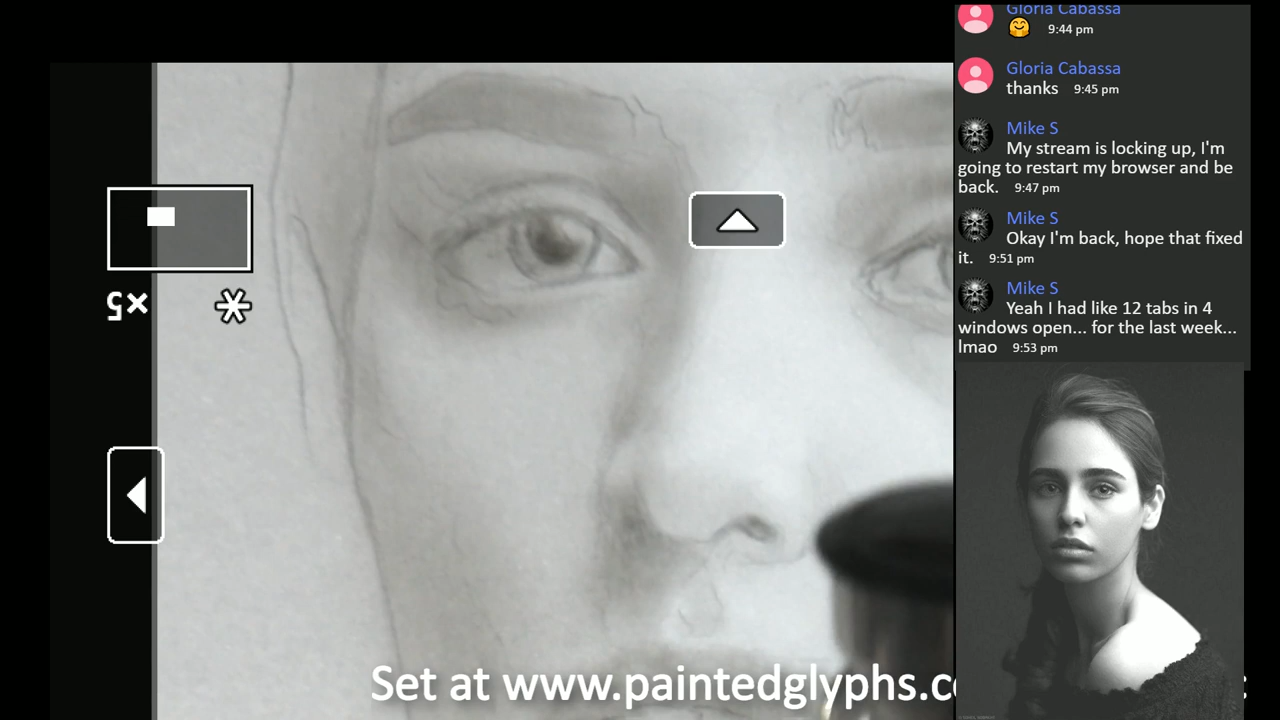 Gloria Cabassa
🤗 9:44 pm
Gloria Cabassa
thanks 9:45 pm
Mike S
My stream is locking up, I'm
going to restart my browser and be
back. 9:47 pm
Mike S
Okay I'm back, hope that fixed
it. 9:51 pm
Mike S
Yeah I had like 12 tabs in 4
windows open... for the last week...
lmao 9:53 pm
×5
Set at www.paintedglyphs.c